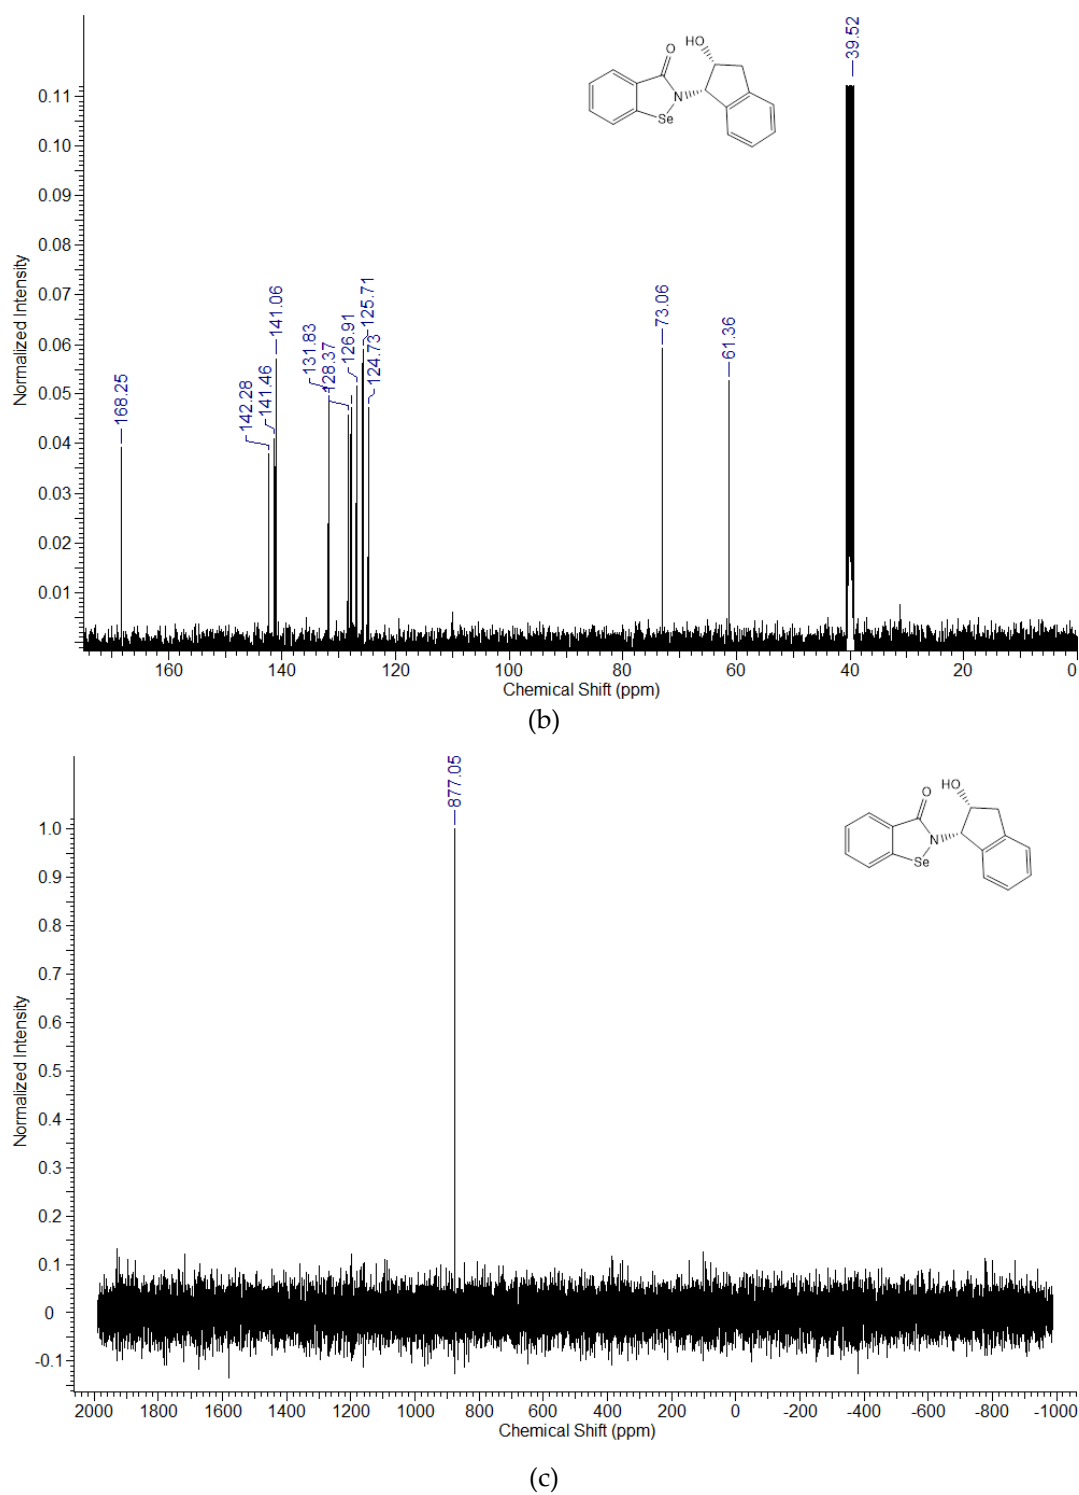 39.52
HO
O
N
Se
0.11
0.10
0.09
0.08
0.07
0.06
0.05
0.04
0.03
0.02
0.01
Normalized Intensity
168.25
142.28
141.46
141.06
131.83
128.37
126.91
125.71
124.73
73.06
61.36
160 140 120 100 80 60 40 20 0
Chemical Shift (ppm)
(b)
877.05
HO
O
N
Se
1.0
0.9
0.8
0.7
0.6
0.5
0.4
0.3
0.2
0.1
0
-0.1
Normalized Intensity
2000 1800 1600 1400 1200 1000 800 600 400 200 0 -200 -400 -600 -800 -1000
Chemical Shift (ppm)
(c)